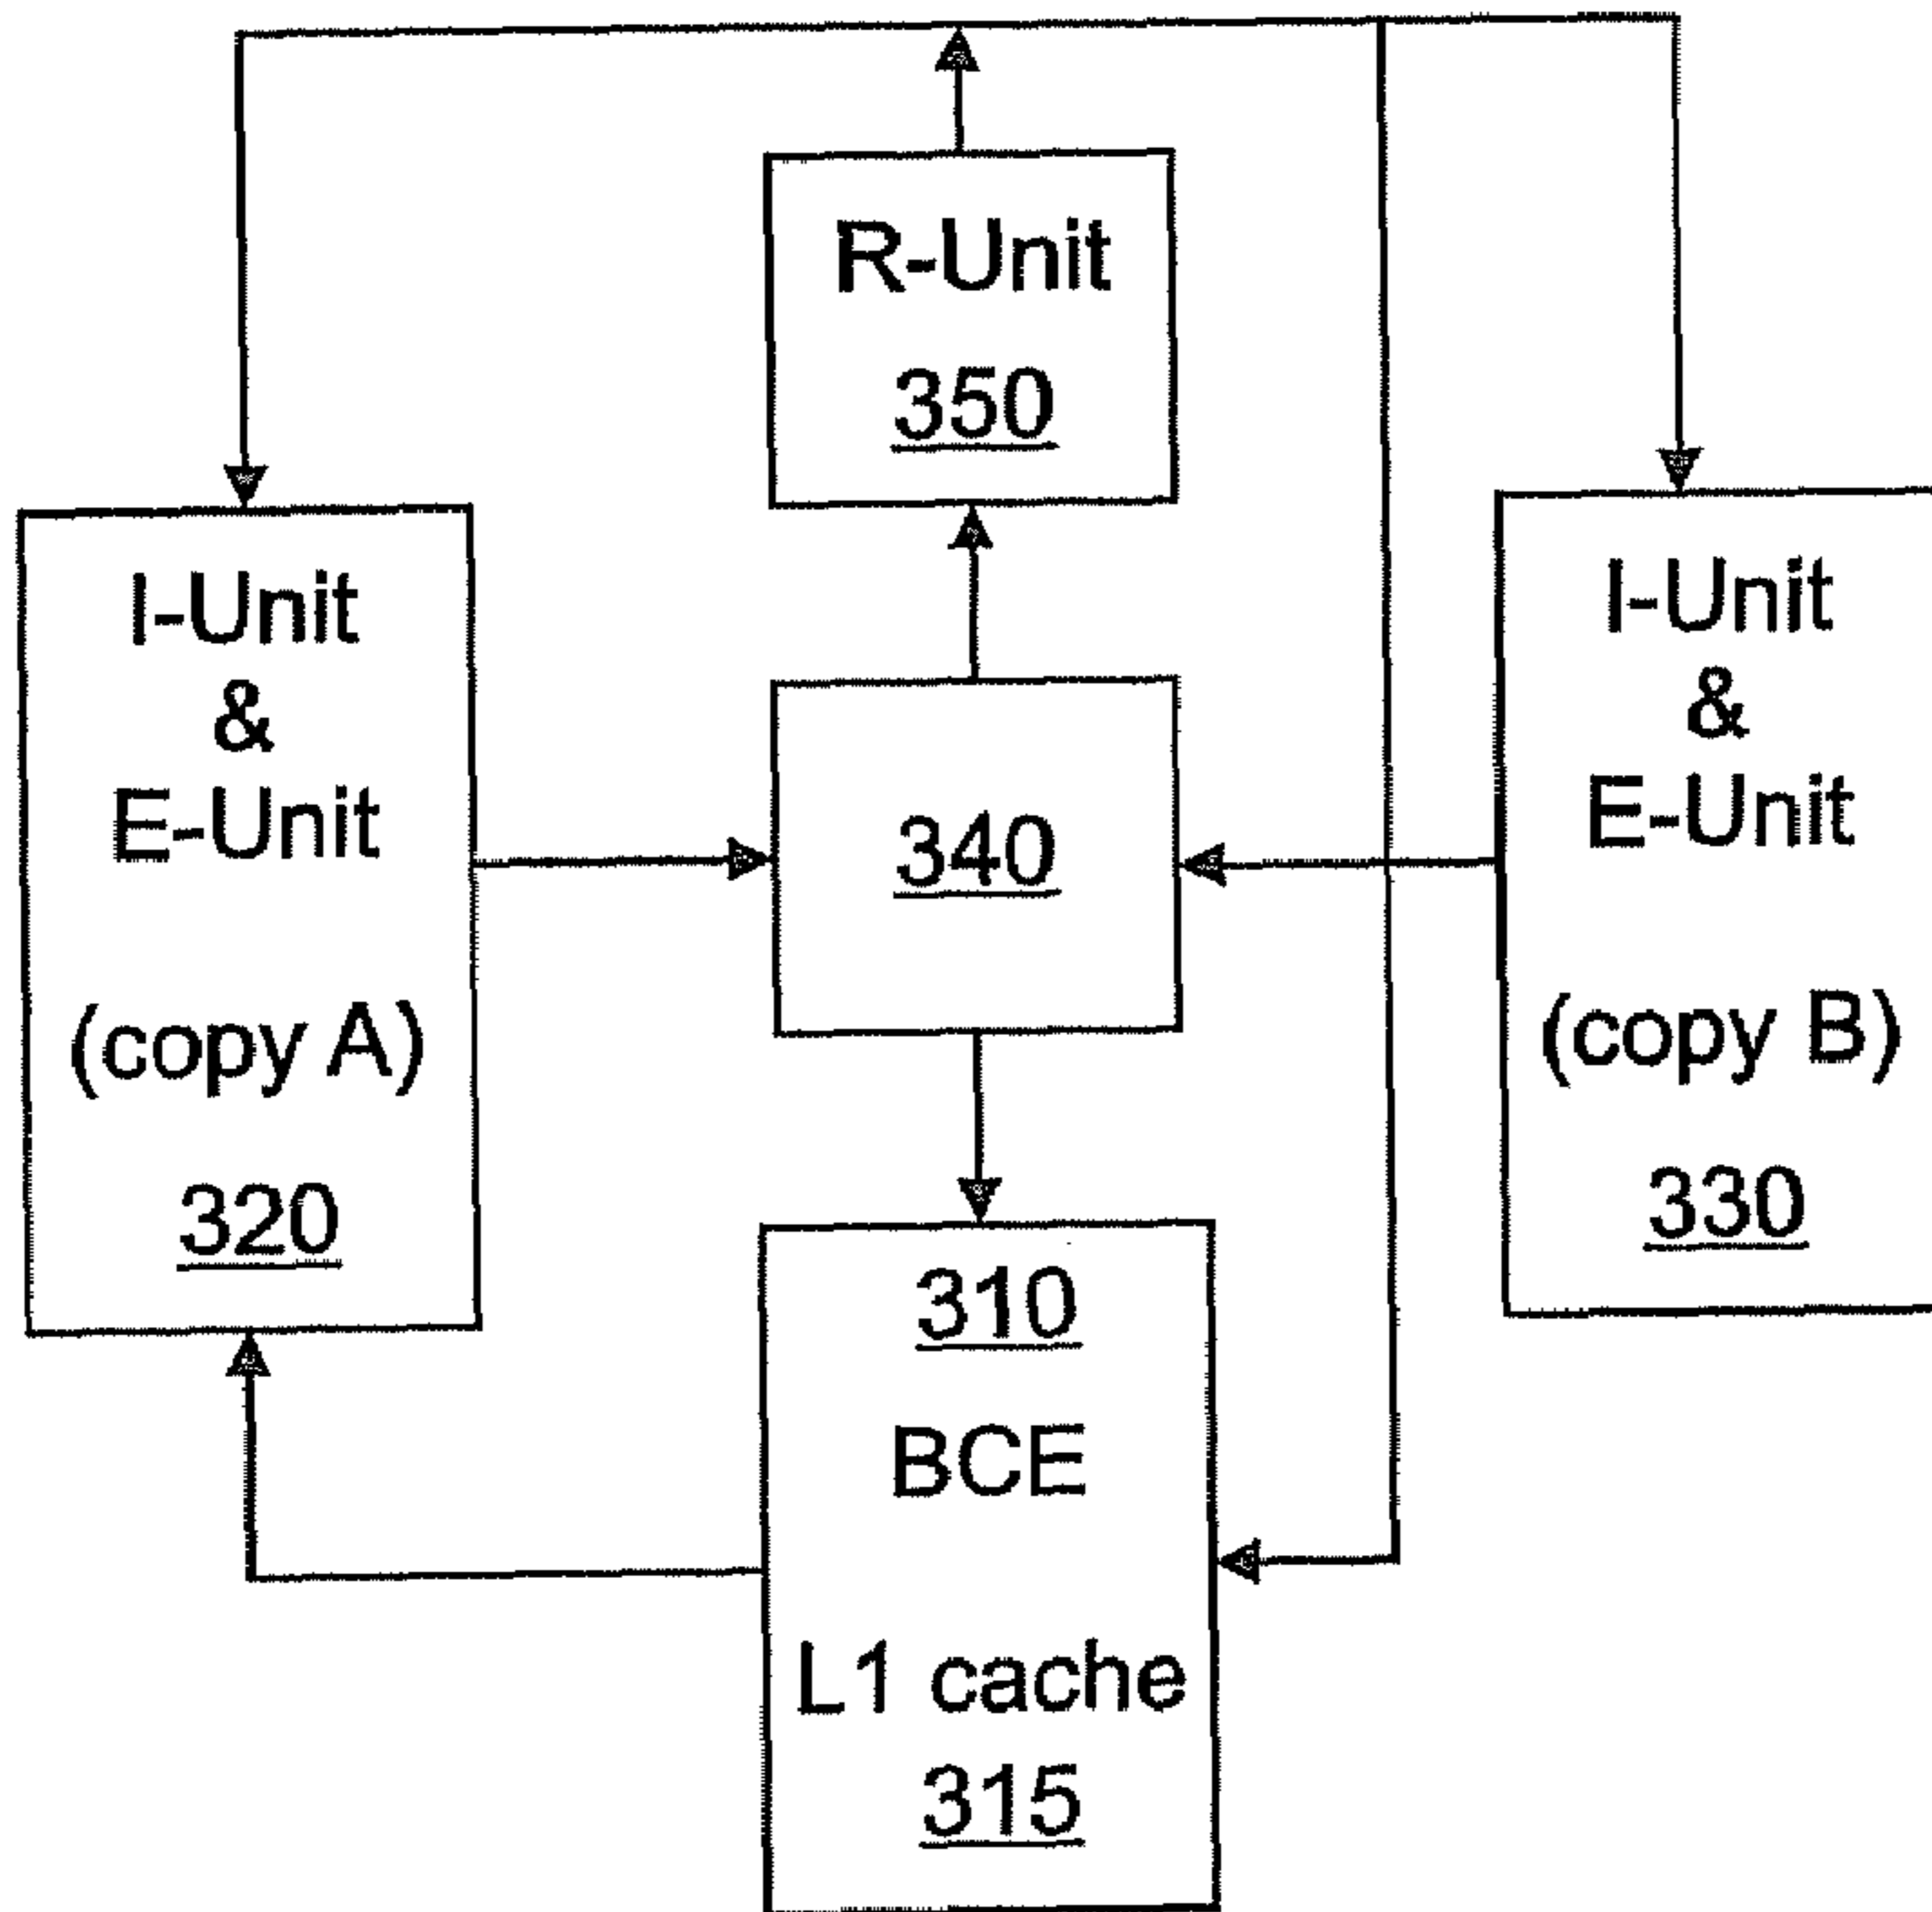 R-Unit
350
I-Unit
&
E-Unit
(copy A)
320
340
I-Unit
&
E-Unit
(copy B)
330
310
BCE
L1 cache
315